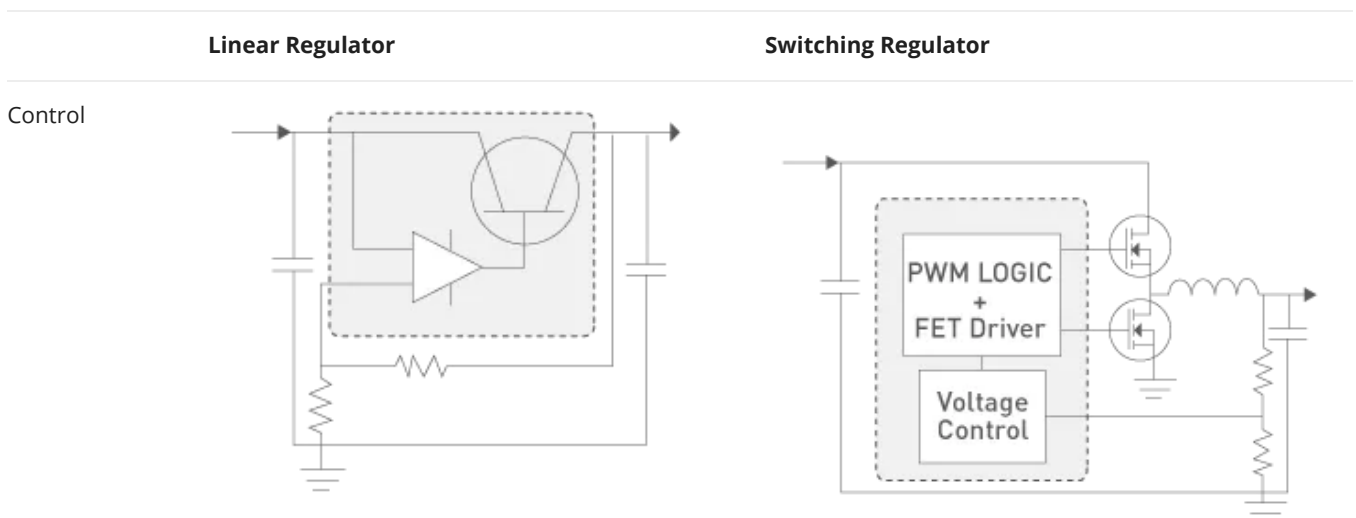 Linear Regulator
Switching Regulator
Control
PWM LOGIC
+
FET Driver
Voltage
Control